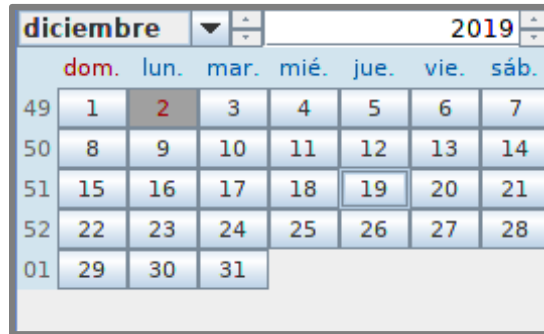 diciembre 2019
dom. lun. mar. mié. jue. vie. sáb.
49 1 2 3 4 5 6 7
50 8 9 10 11 12 13 14
51 15 16 17 18 19 20 21
52 22 23 24 25 26 27 28
01 29 30 31